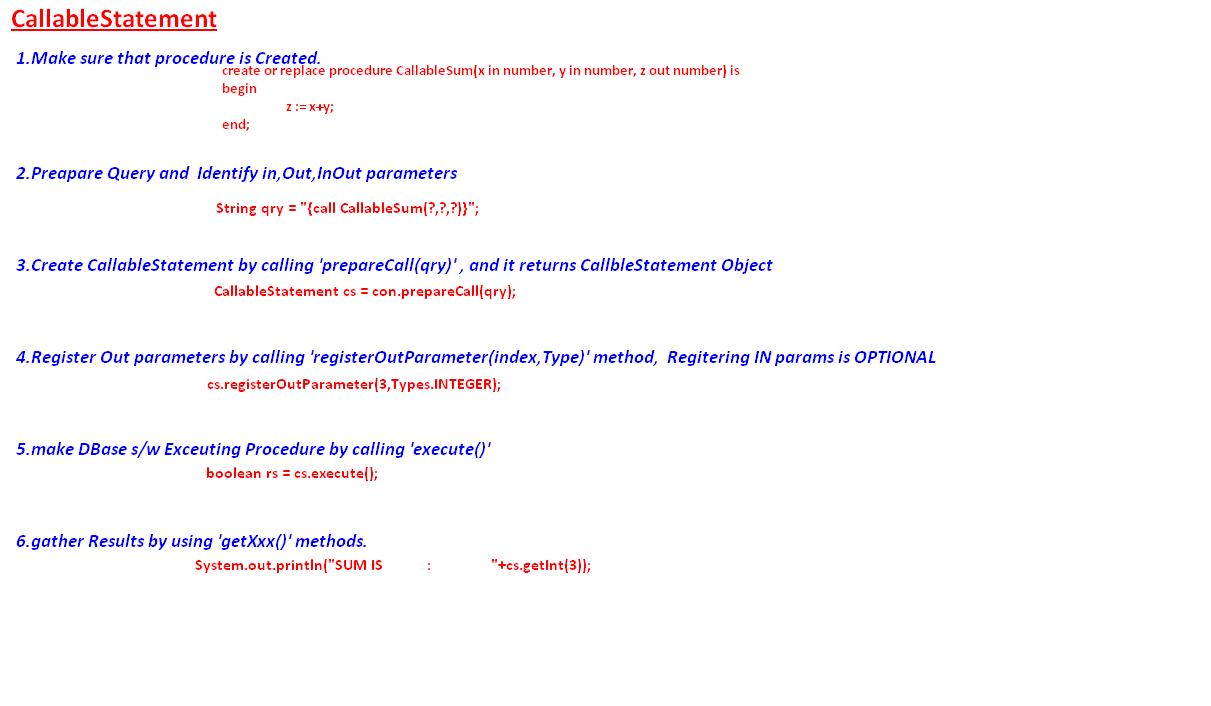 CallableStatement
1.Make sure that procedure is Created.
create or replace procedure CallableSum(x in number, y in number, z out number) is
begin
z := x+y;
end;
2.Preapare Query and Identify in,Out,InOut parameters
String qry = "{call CallableSum(?,?,?)}";
3.Create CallableStatement by calling 'prepareCall(qry)' , and it returns CallbleStatement Object
CallableStatement cs = con.prepareCall(qry);
4.Register Out parameters by calling 'registerOutParameter(index,Type)' method, Regitering IN params is OPTIONAL
cs.registerOutParameter(3,Types.INTEGER);
5.make DBase s/w Exceuting Procedure by calling 'execute()'
boolean rs = cs.execute();
6.gather Results by using 'getXxx()' methods.
System.out.println("SUM IS : "+cs.getInt(3));